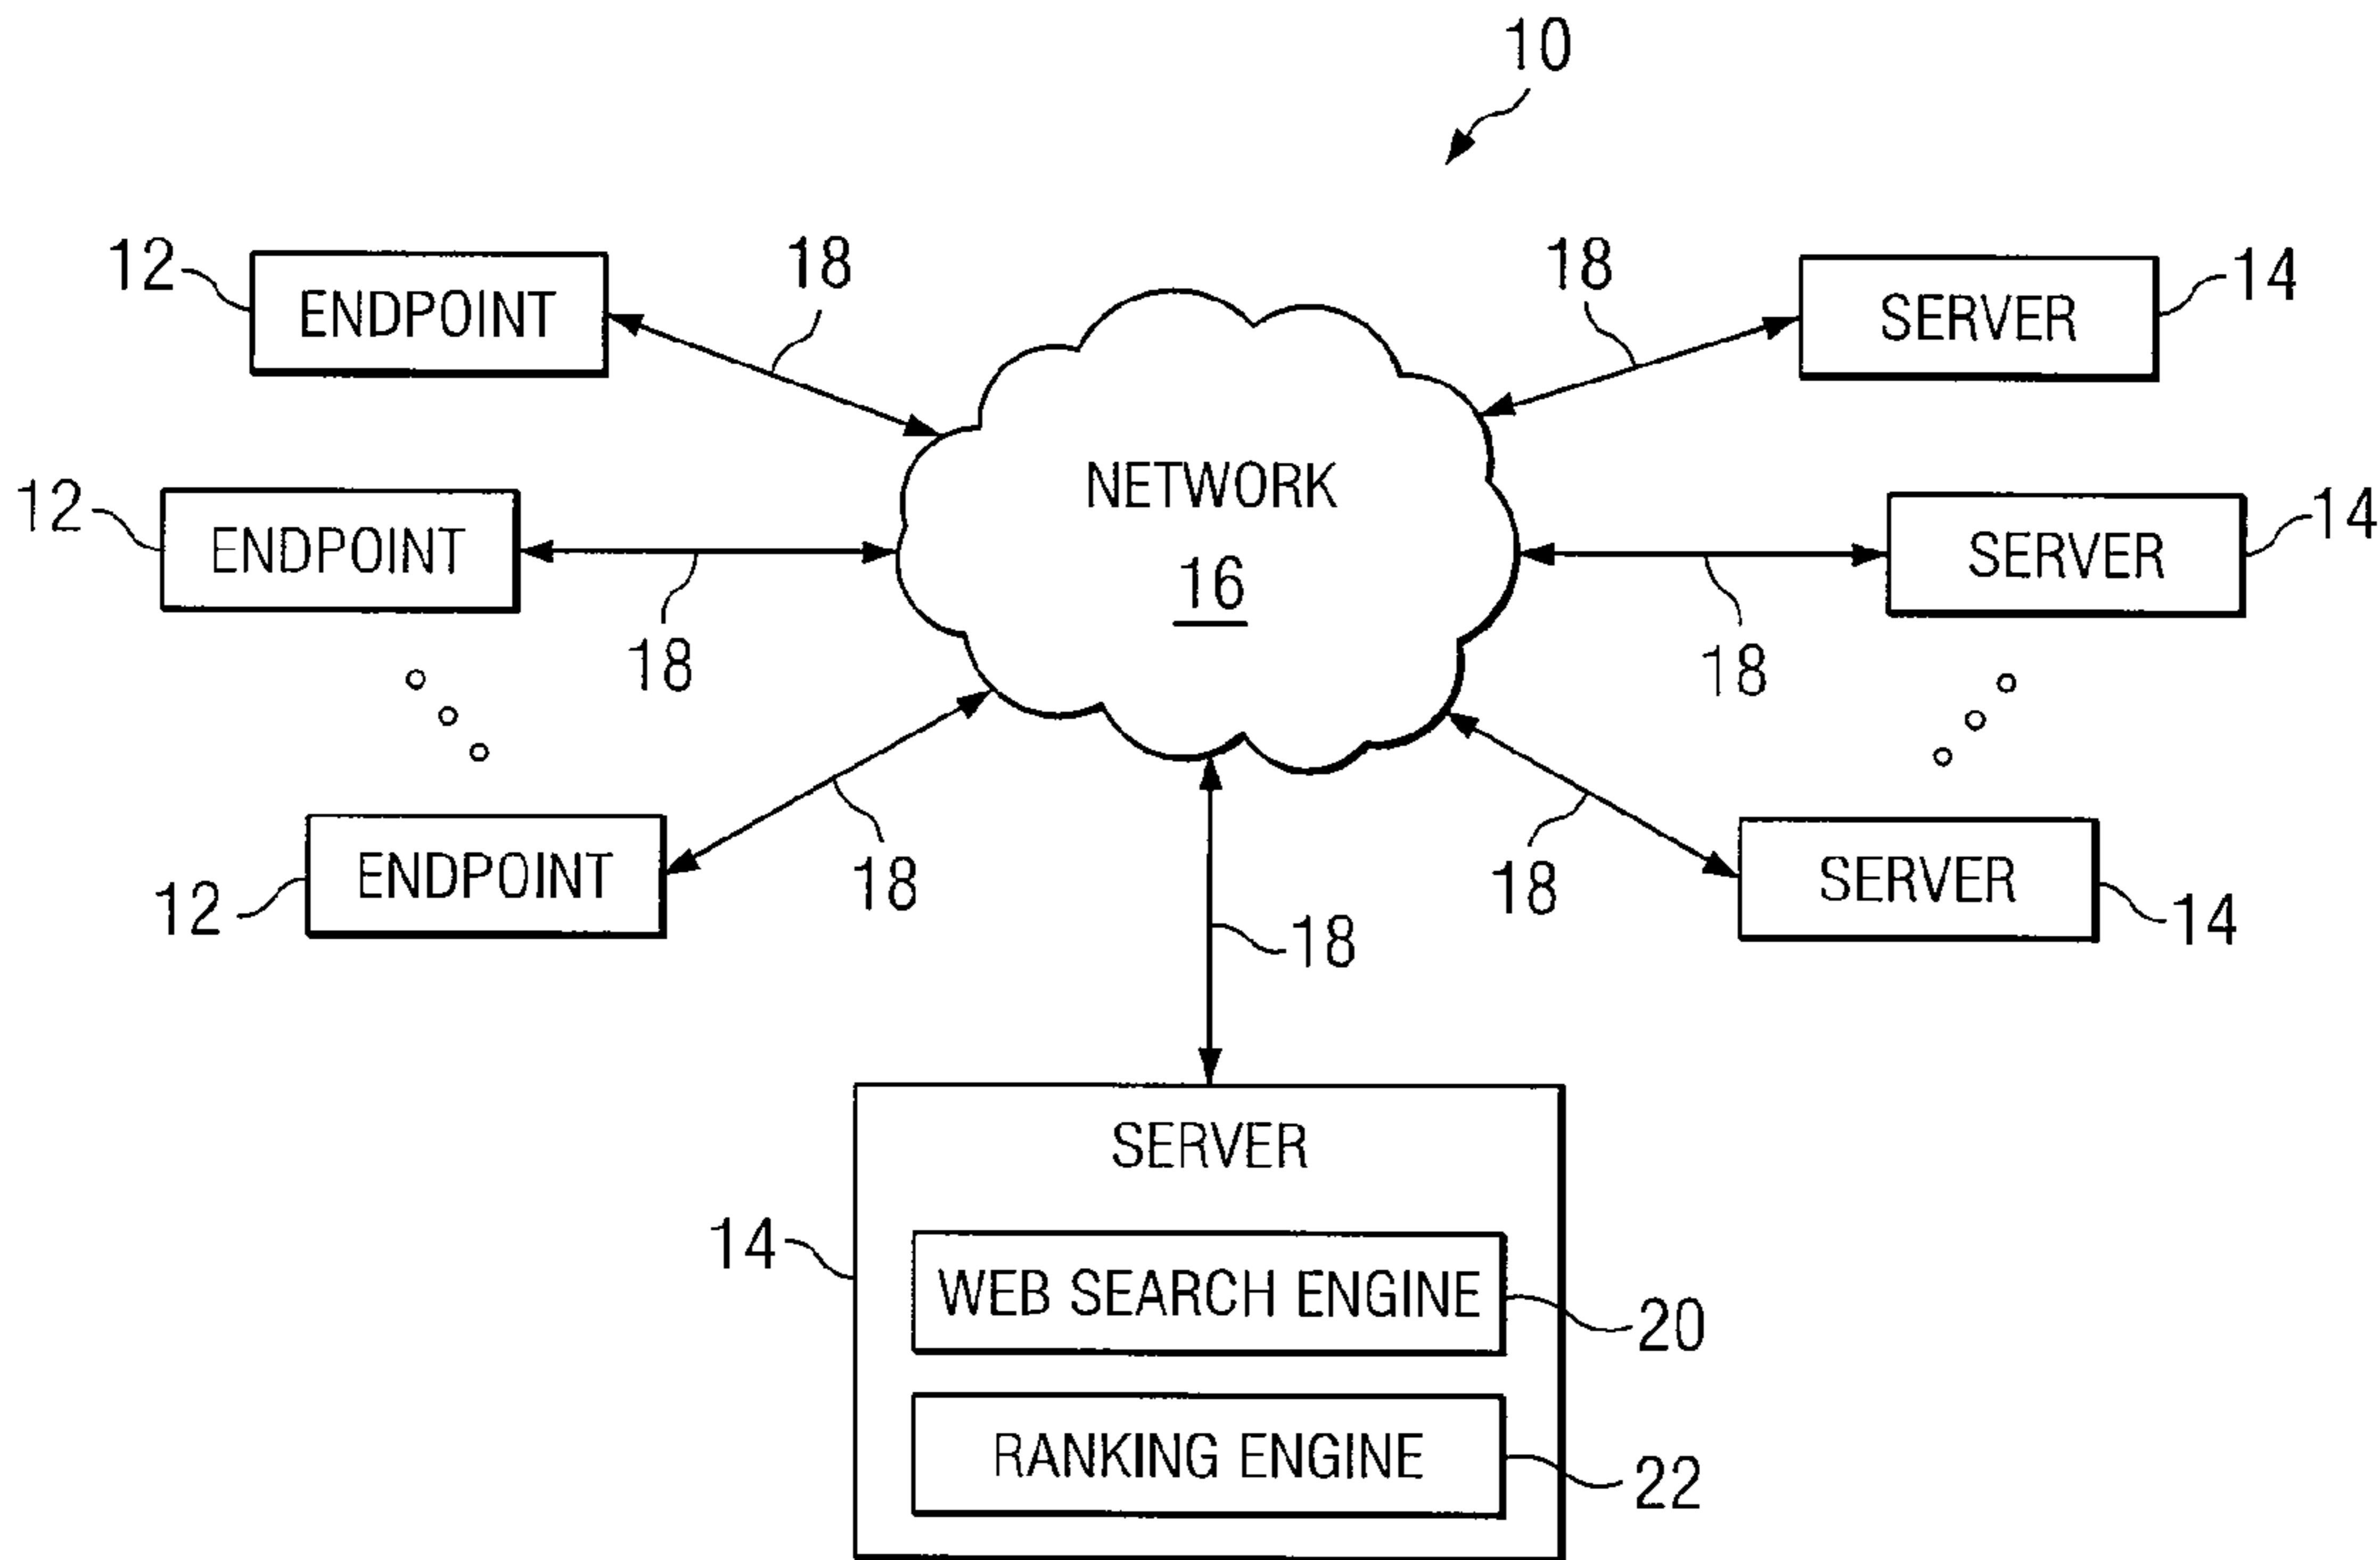 10
12
ENDPOINT
18
18
SERVER
14
12
ENDPOINT
18
NETWORK
16
18
SERVER
14
12
ENDPOINT
18
18
18
SERVER
14
SERVER
14
WEB SEARCH ENGINE
20
RANKING ENGINE
22